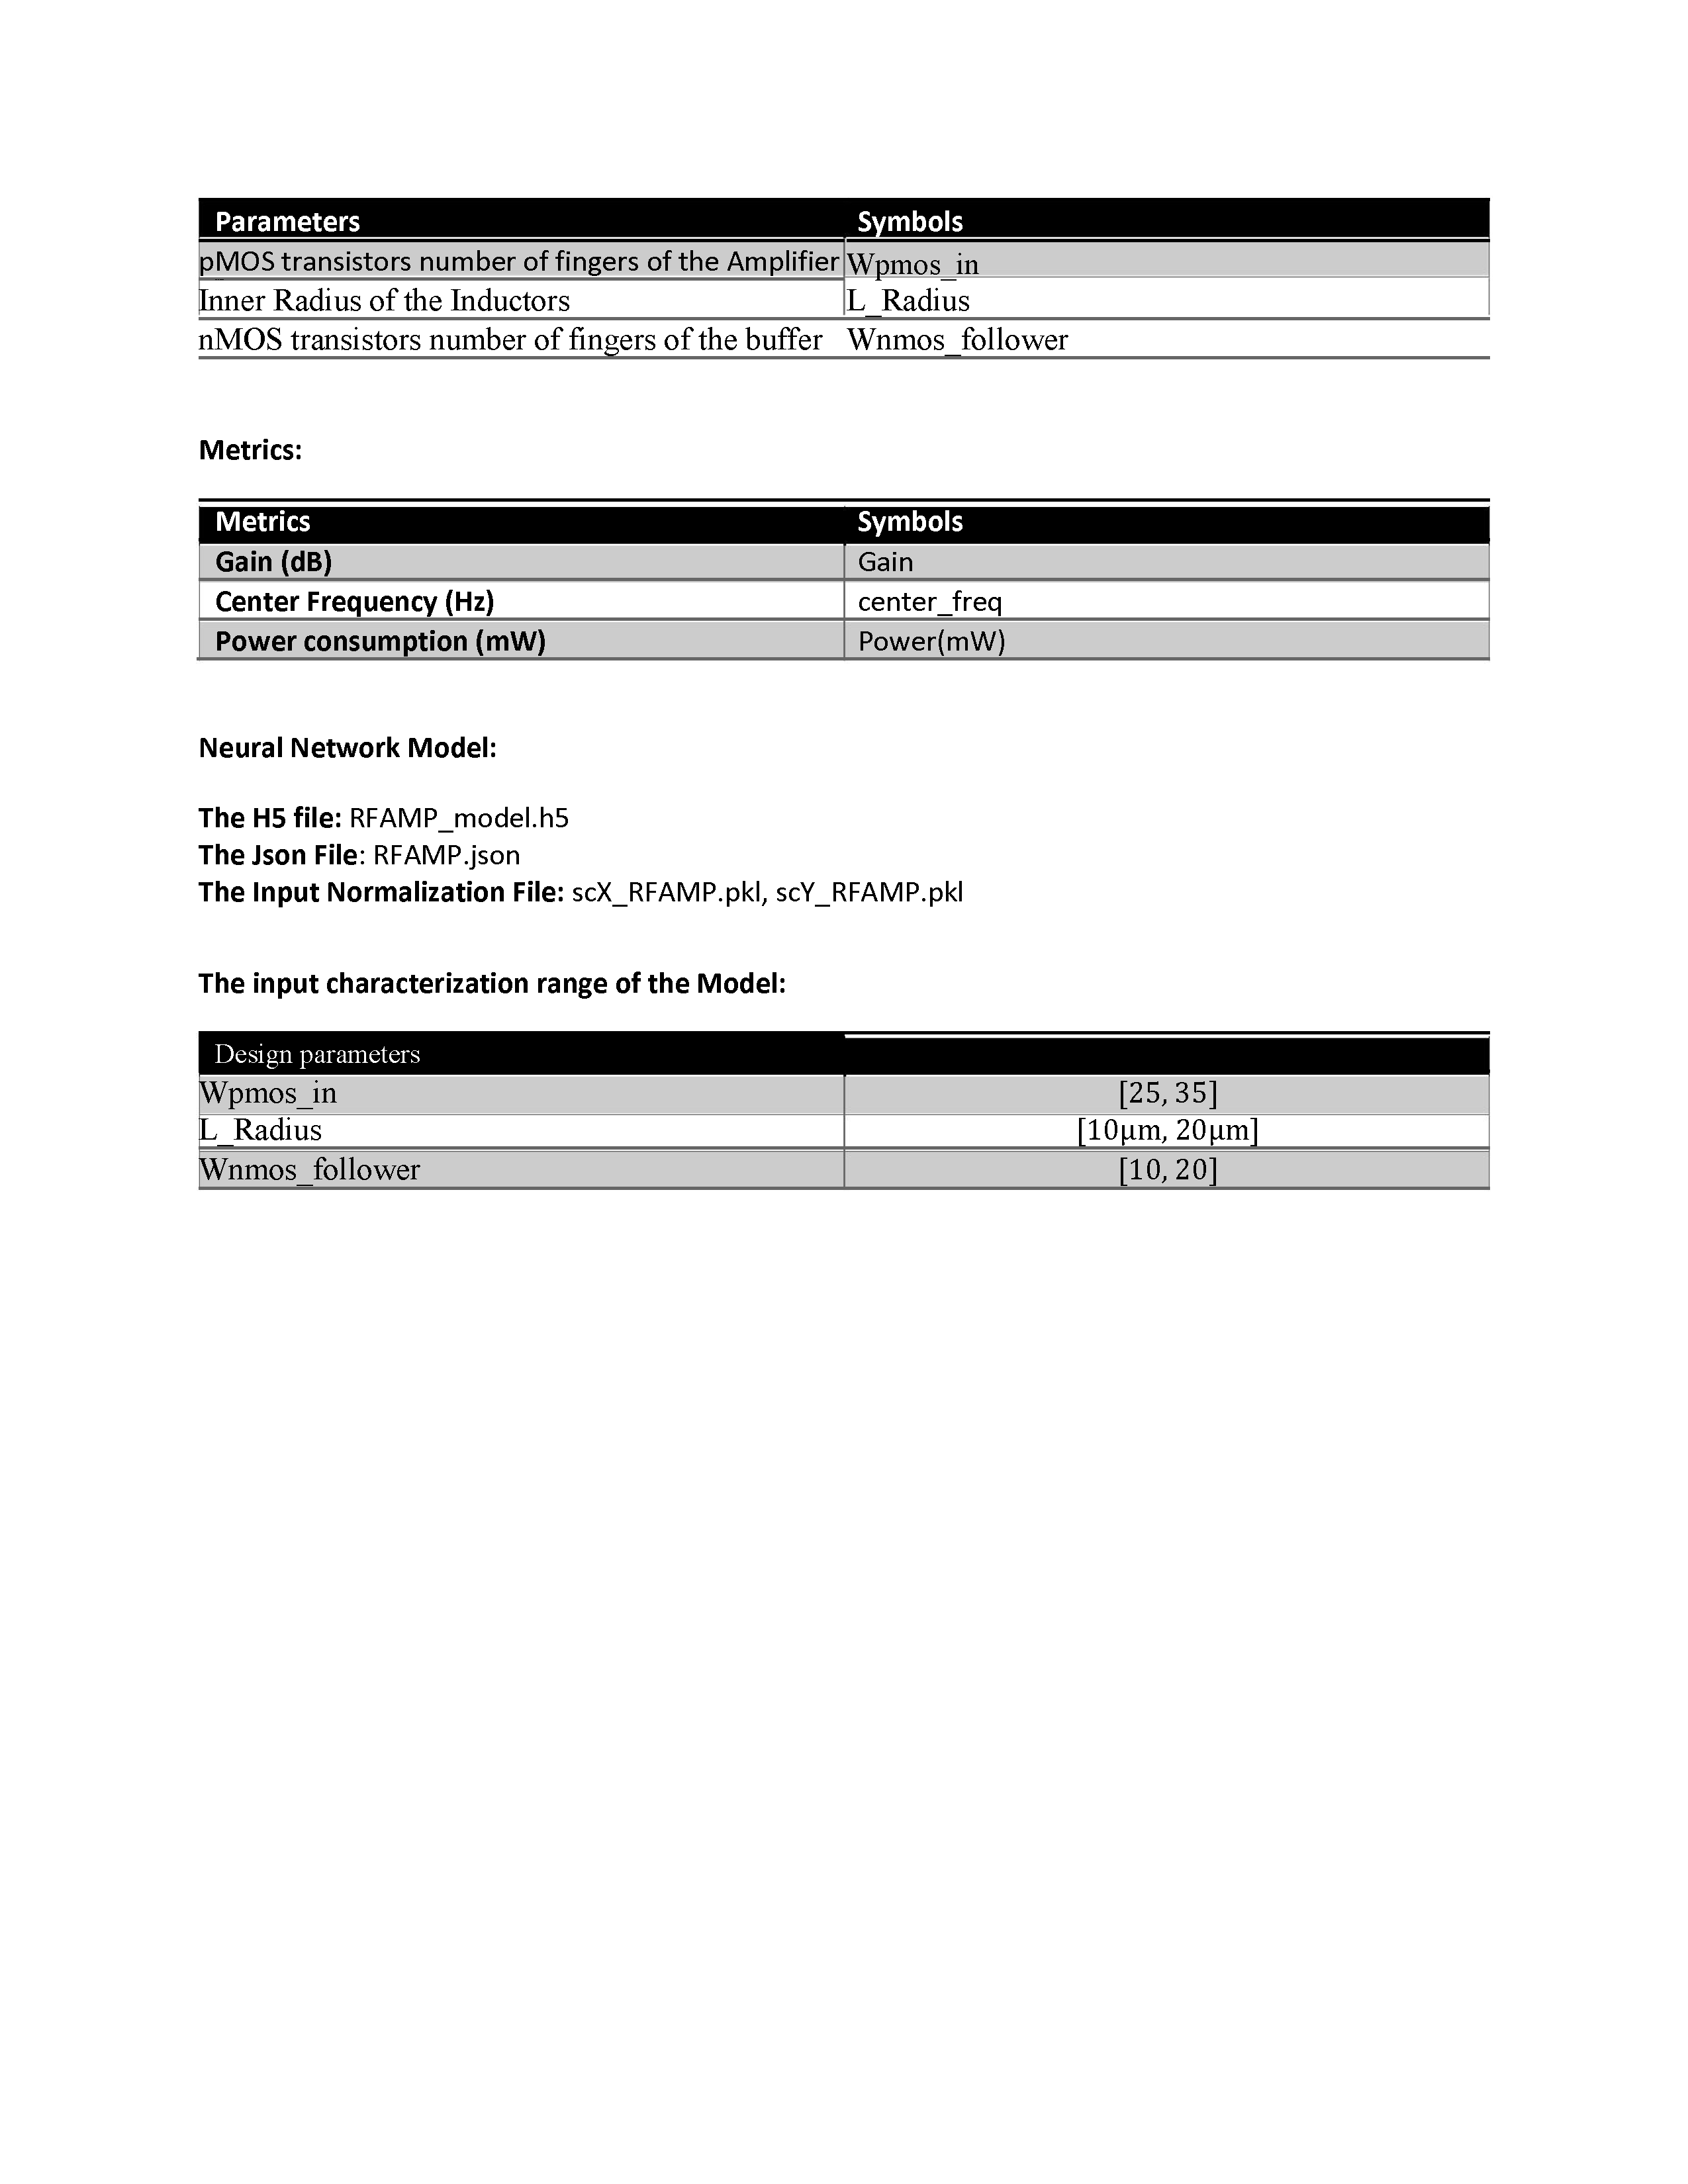 Parameters Symbols
pMOS transistors number of fingers of the Amplifier Wpmos_in
Inner Radius of the Inductors L_Radius
nMOS transistors number of fingers of the buffer Wnmos_follower
Metrics:
Metrics Symbols
Gain (dB) Gain
Center Frequency (Hz) center_freq
Power consumption (mW) Power(mW)
Neural Network Model:
The H5 file: RFAMP_model.h5
The Json File: RFAMP.json
The Input Normalization File: scX_RFAMP.pkl, scY_RFAMP.pkl
The input characterization range of the Model:
Design parameters
Wpmos_in [25, 35]
L_Radius [10μm, 20μm]
Wnmos_follower [10, 20]